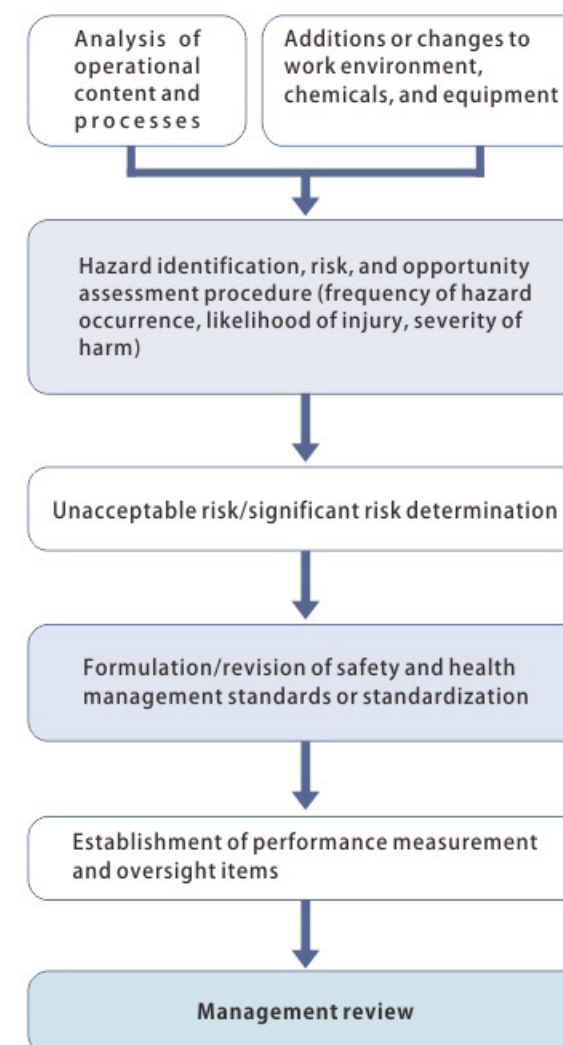 Analysis of
operational
content and
processes
Additions or changes to
work environment,
chemicals, and equipment
Hazard identification, risk, and opportunity
assessment procedure (frequency of hazard
occurrence, likelihood of injury, severity of
harm)
Unacceptable risk/significant risk determination
Formulation/revision of safety and health
management standards or standardization
Establishment of performance measurement
and oversight items
Management review